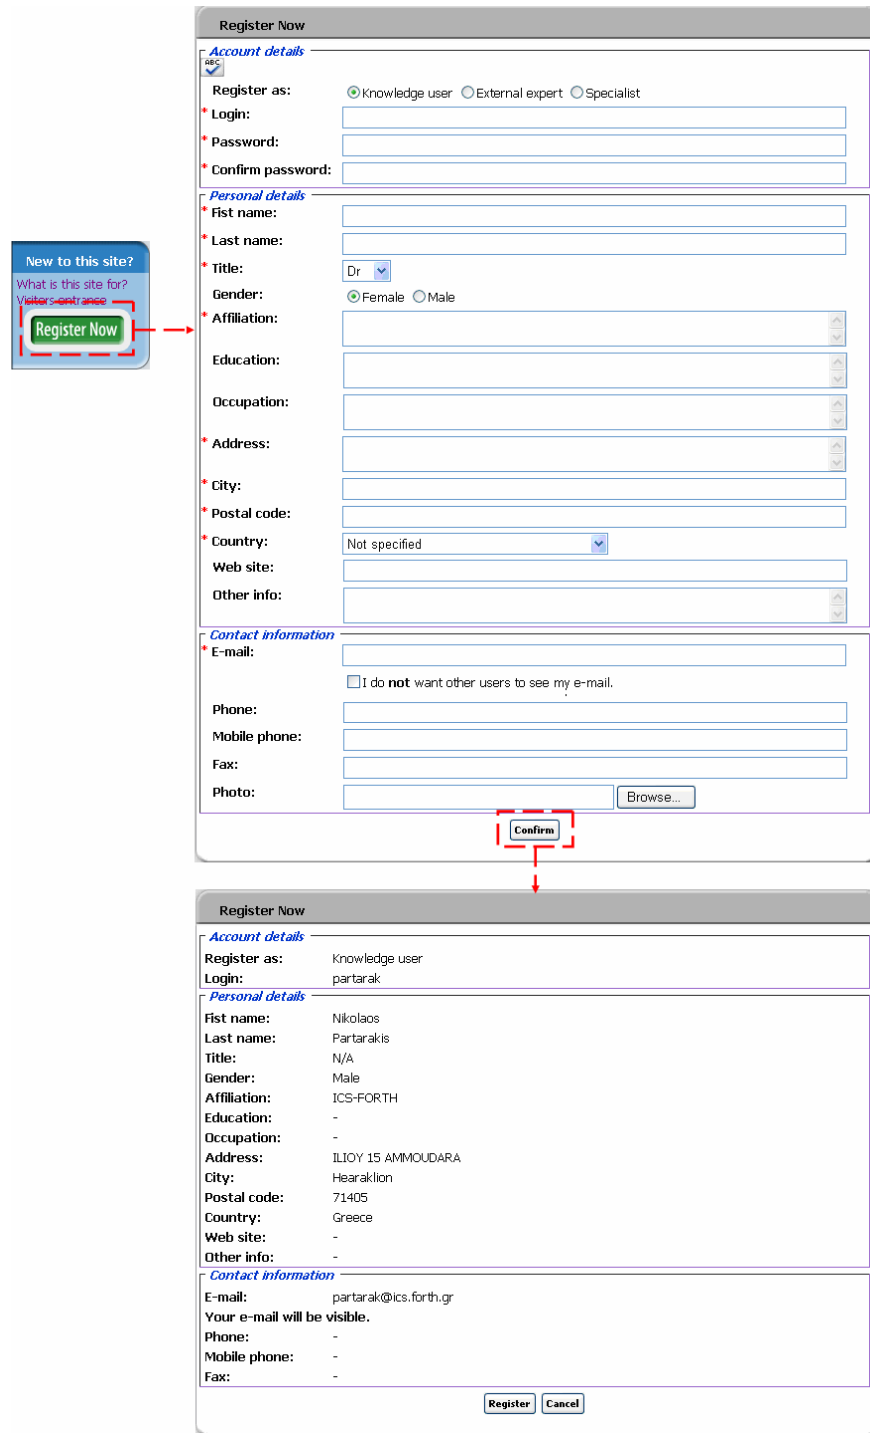 Register Now
Account details
ABC
Register as: Knowledge user External expert Specialist
* Login:
* Password:
* Confirm password:
Personal details
* Fist name:
* Last name:
* Title: Dr
Gender: Female Male
* Affiliation:
Education:
Occupation:
* Address:
* City:
* Postal code:
* Country: Not specified
Web site:
Other info:
Contact information
* E-mail:
I do not want other users to see my e-mail.
Phone:
Mobile phone:
Fax:
Photo: Browse...
Confirm
New to this site?
What is this site for?
Visitors entrance
Register Now
Register Now
Account details
Register as: Knowledge user
Login: partarak
Personal details
Fist name: Nikolaos
Last name: Partarakis
Title: N/A
Gender: Male
Affiliation: ICS-FORTH
Education: -
Occupation: -
Address: ILIOY 15 AMMOUDARA
City: Hearaklion
Postal code: 71405
Country: Greece
Web site: -
Other info: -
Contact information
E-mail: partarak@ics.forth.gr
Your e-mail will be visible.
Phone: -
Mobile phone: -
Fax: -
Register Cancel